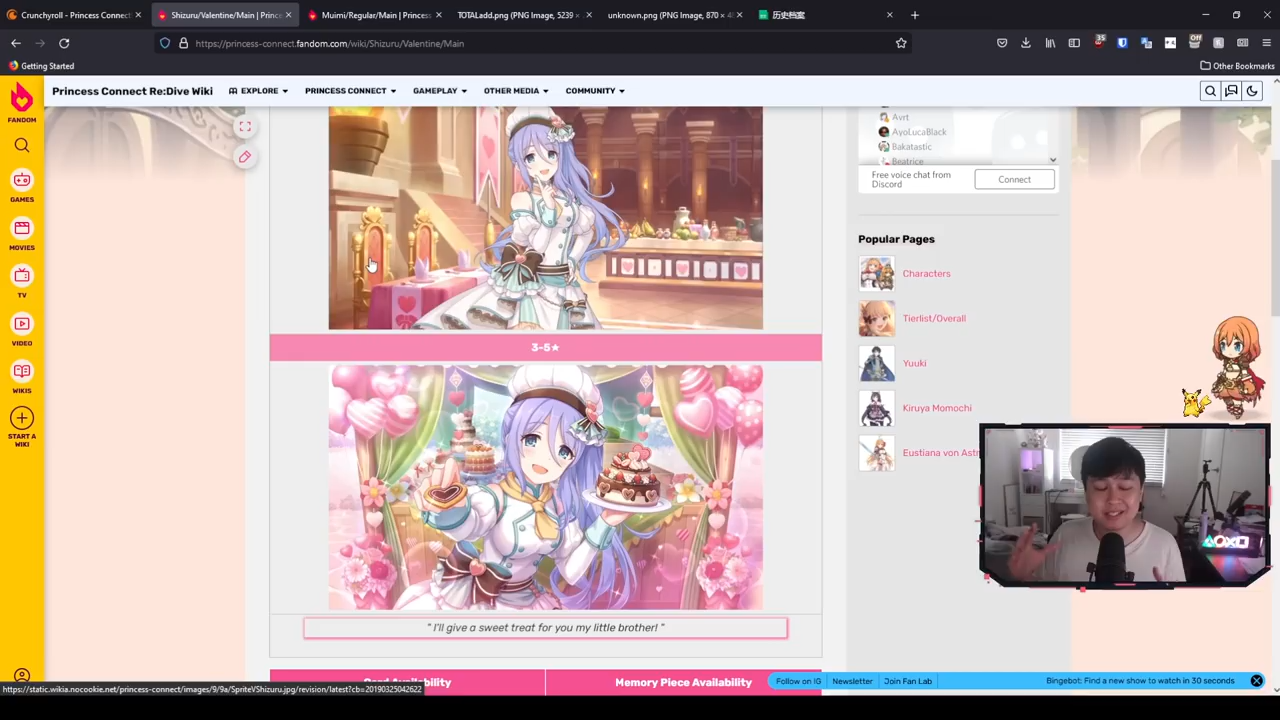 Crunchyroll - Princess Connect
Shizuru/Valentine/Main | Prince
Muimi/Regular/Main | Princess
TOTALadd.png (PNG Image, 5239 ×
unknown.png (PNG Image, 870 ×
历史档案
https://princess-connect.fandom.com/wiki/Shizuru/Valentine/Main
35
Off
Getting Started
Other Bookmarks
FANDOM
Princess Connect Re:Dive Wiki
EXPLORE
PRINCESS CONNECT
GAMEPLAY
OTHER MEDIA
COMMUNITY
GAMES
MOVIES
TV
VIDEO
WIKIS
START A
WIKI
Avrt
AyoLucaBlack
Bakatastic
Beatrice
Free voice chat from
Discord
Connect
Popular Pages
Characters
Tierlist/Overall
Yuuki
Kiruya Momochi
Eustiana von Astr
3-5★
" I'll give a sweet treat for you my little brother! "
Card Availability
Memory Piece Availability
Follow on IG
Newsletter
Join Fan Lab
Bingebot: Find a new show to watch in 30 seconds
https://static.wikia.nocookie.net/princess-connect/images/9/9a/SpriteVShizuru.jpg/revision/latest?cb=20190325042622